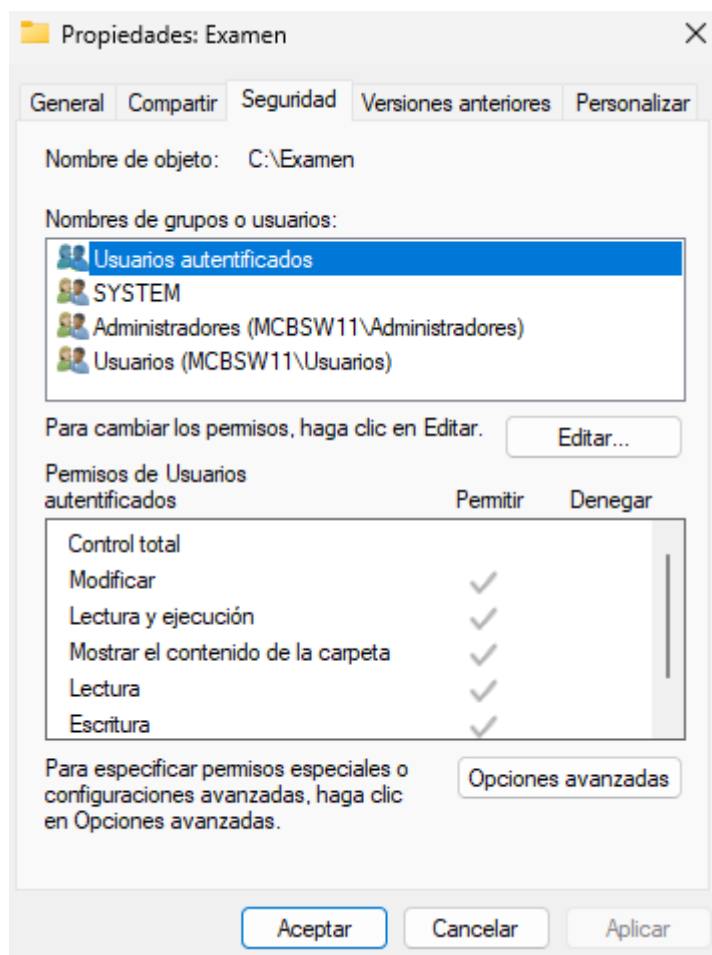 Propiedades: Examen
General Compartir Seguridad Versiones anteriores Personalizar
Nombre de objeto: C:\Examen
Nombres de grupos o usuarios:
Usuarios autentificados
SYSTEM
Administradores (MCBSW11\Administradores)
Usuarios (MCBSW11\Usuarios)
Para cambiar los permisos, haga clic en Editar. Editar...
Permisos de Usuarios
autentificados Permitir Denegar
Control total
Modificar
Lectura y ejecución
Mostrar el contenido de la carpeta
Lectura
Escritura
Para especificar permisos especiales o
configuraciones avanzadas, haga clic
en Opciones avanzadas.
Opciones avanzadas
Aceptar Cancelar Aplicar